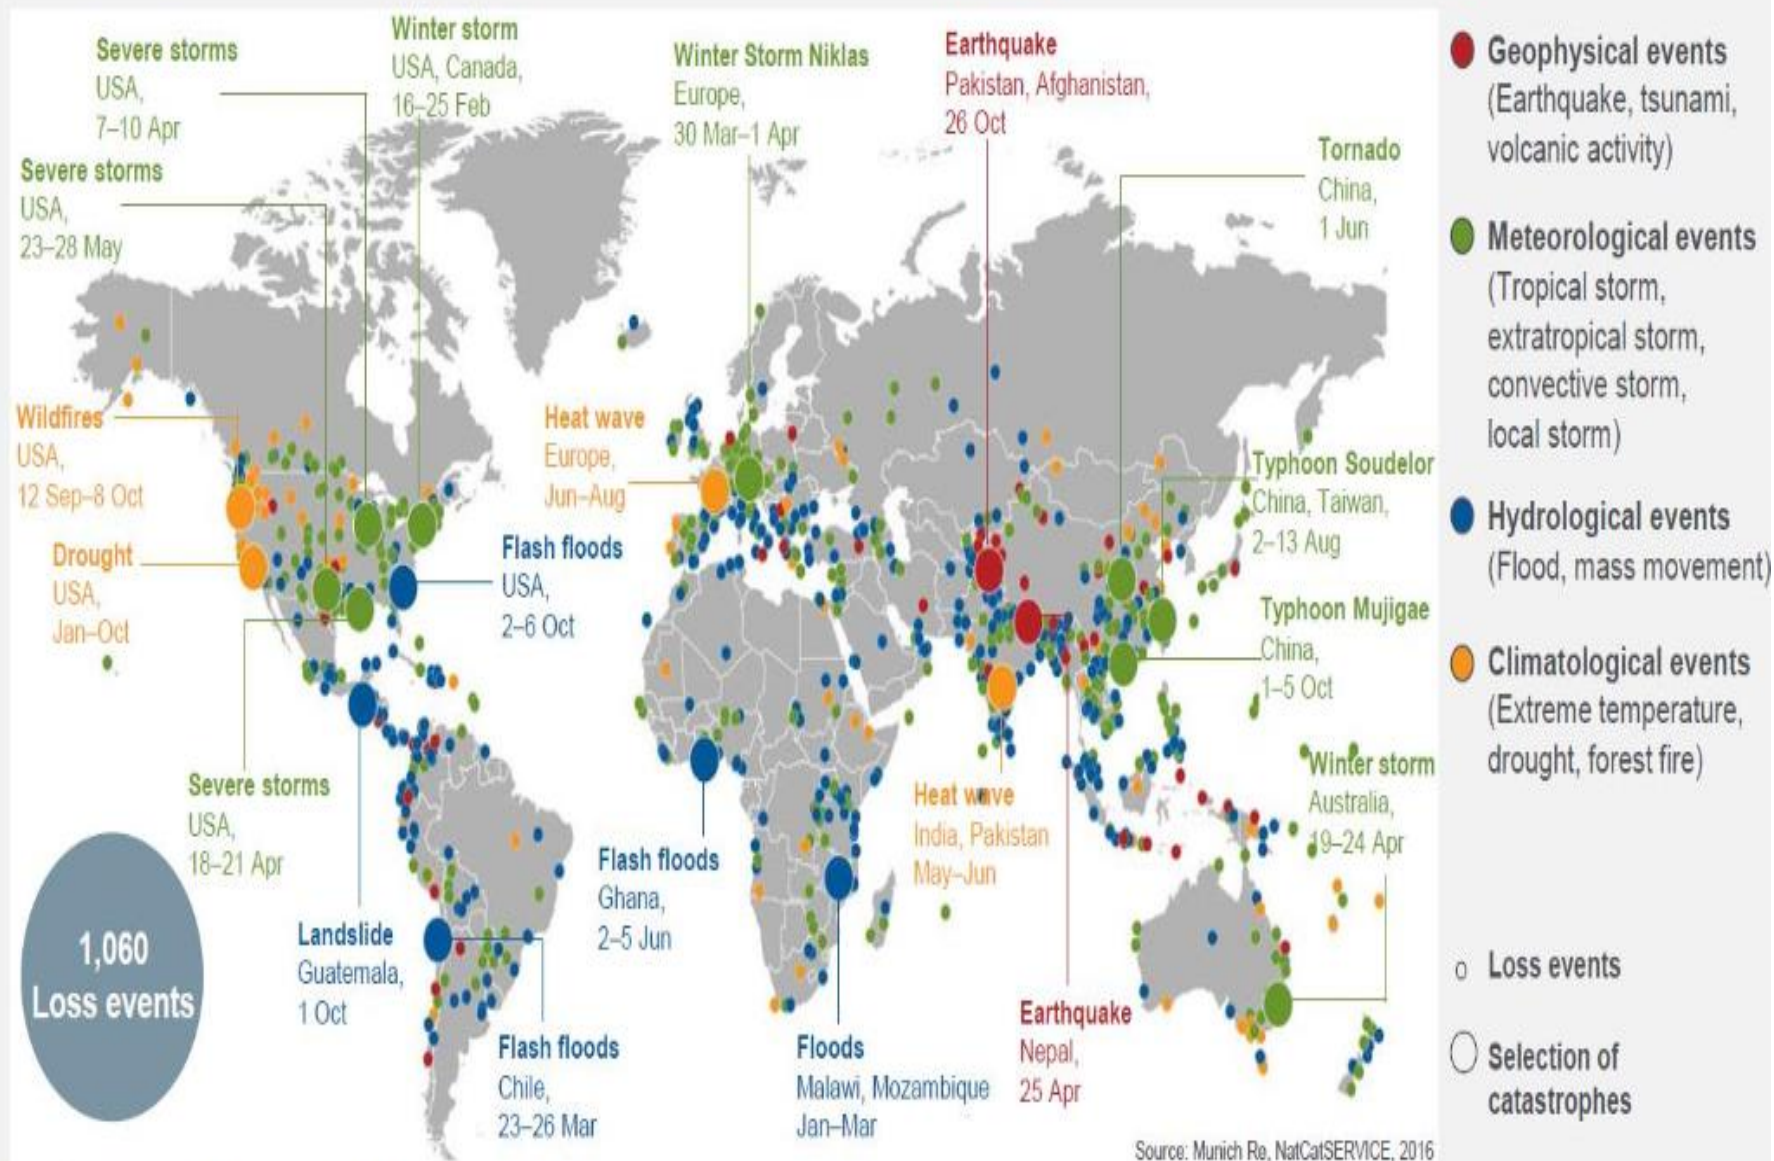 Severe storms
USA,
7–10 Apr
Winter storm
USA, Canada,
16–25 Feb
Winter Storm Niklas
Europe,
30 Mar–1 Apr
Earthquake
Pakistan, Afghanistan,
26 Oct
Tornado
China,
1 Jun
Severe storms
USA,
23–28 May
Wildfires
USA,
12 Sep–8 Oct
Heat wave
Europe,
Jun–Aug
Typhoon Soudelor
China, Taiwan,
2–13 Aug
Drought
USA,
Jan–Oct
Flash floods
USA,
2–6 Oct
Typhoon Mujigae
China,
1–5 Oct
Severe storms
USA,
18–21 Apr
Heat wave
India, Pakistan
May–Jun
Winter storm
Australia,
19–24 Apr
Flash floods
Ghana,
2–5 Jun
Landslide
Guatemala,
1 Oct
Flash floods
Chile,
23–26 Mar
Floods
Malawi, Mozambique
Jan–Mar
Earthquake
Nepal,
25 Apr
1,060
Loss events
Source: Munich Re, NatCatSERVICE, 2016
Geophysical events
(Earthquake, tsunami,
volcanic activity)
Meteorological events
(Tropical storm,
extratropical storm,
convective storm,
local storm)
Hydrological events
(Flood, mass movement)
Climatological events
(Extreme temperature,
drought, forest fire)
Loss events
Selection of
catastrophes